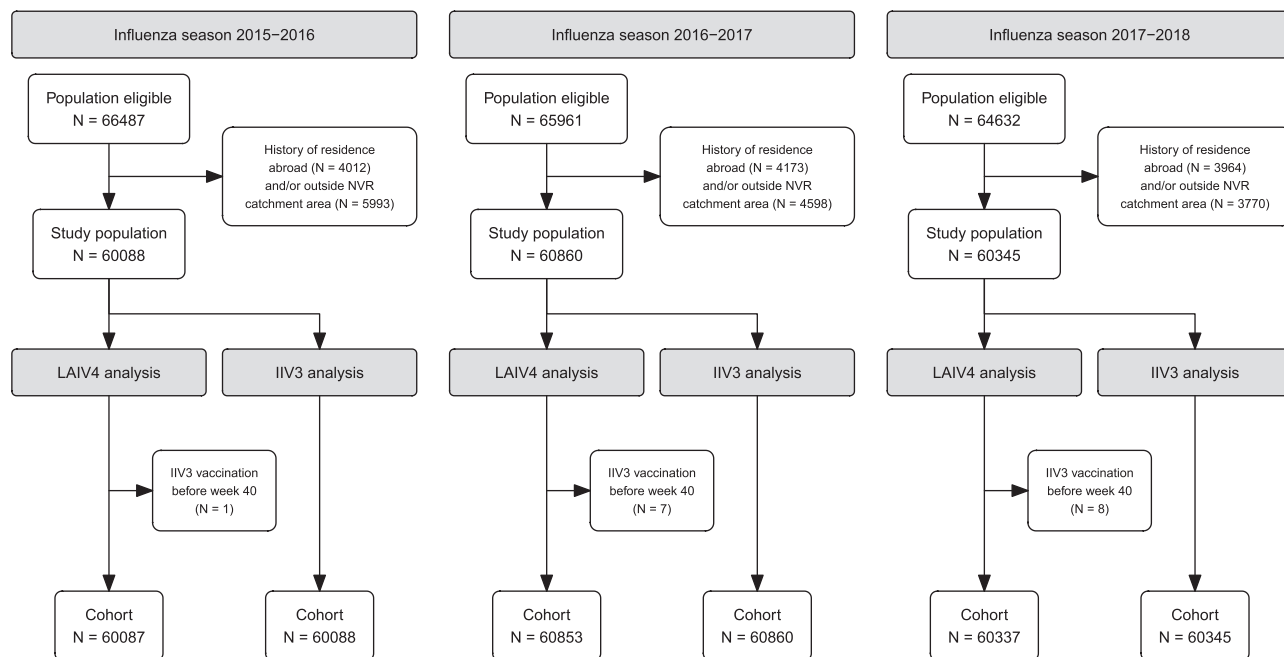 Influenza season 2015−2016
Population eligible
N = 66487
History of residence
abroad (N = 4012)
and/or outside NVR
catchment area (N = 5993)
Study population
N = 60088
LAIV4 analysis
IIV3 analysis
IIV3 vaccination
before week 40
(N = 1)
Cohort
N = 60087
Cohort
N = 60088
Influenza season 2016−2017
Population eligible
N = 65961
History of residence
abroad (N = 4173)
and/or outside NVR
catchment area (N = 4598)
Study population
N = 60860
LAIV4 analysis
IIV3 analysis
IIV3 vaccination
before week 40
(N = 7)
Cohort
N = 60853
Cohort
N = 60860
Influenza season 2017−2018
Population eligible
N = 64632
History of residence
abroad (N = 3964)
and/or outside NVR
catchment area (N = 3770)
Study population
N = 60345
LAIV4 analysis
IIV3 analysis
IIV3 vaccination
before week 40
(N = 8)
Cohort
N = 60337
Cohort
N = 60345